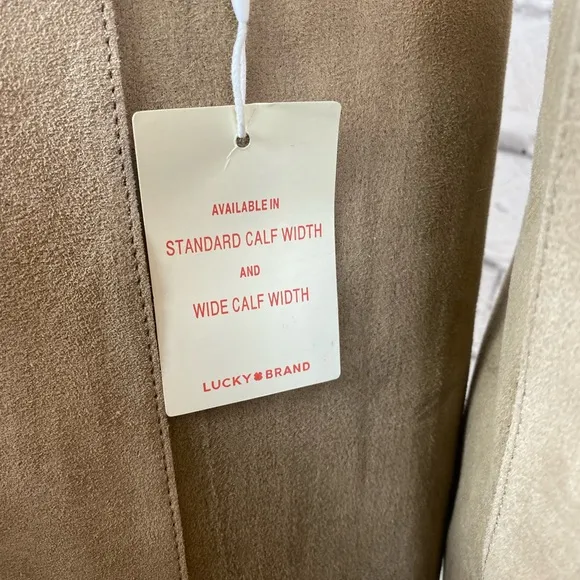 AVAILABLE IN
STANDARD CALF WIDTH
AND
WIDE CALF WIDTH
LUCKY BRAND